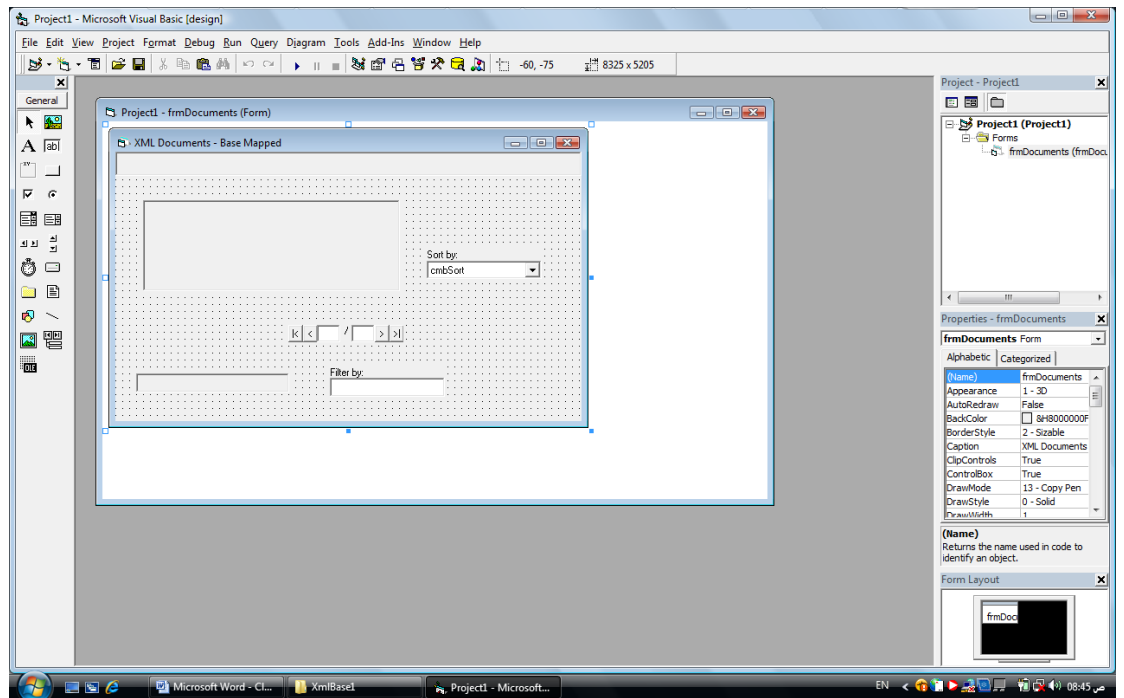 Project1 - Microsoft Visual Basic [design]
File Edit View Project Format Debug Run Query Diagram Tools Add-Ins Window Help
-60, -75 8325 x 5205
General
A ab|
XY
OLE
Project1 - frmDocuments (Form)
XML Documents - Base Mapped
Sort by:
cmbSort
/
Filter by:
Project - Project1
Project1 (Project1)
Forms
frmDocuments (frmDocu
Properties - frmDocuments
frmDocuments Form
Alphabetic Categorized
(Name) frmDocuments
Appearance 1 - 3D
AutoRedraw False
BackColor &H8000000F
BorderStyle 2 - Sizable
Caption XML Documents
ClipControls True
ControlBox True
DrawMode 13 - Copy Pen
DrawStyle 0 - Solid
DrawWidth 1
(Name)
Returns the name used in code to
identify an object.
Form Layout
frmDoc
Microsoft Word - Cl... XmlBase1 Project1 - Microsoft... EN 08:45 ص